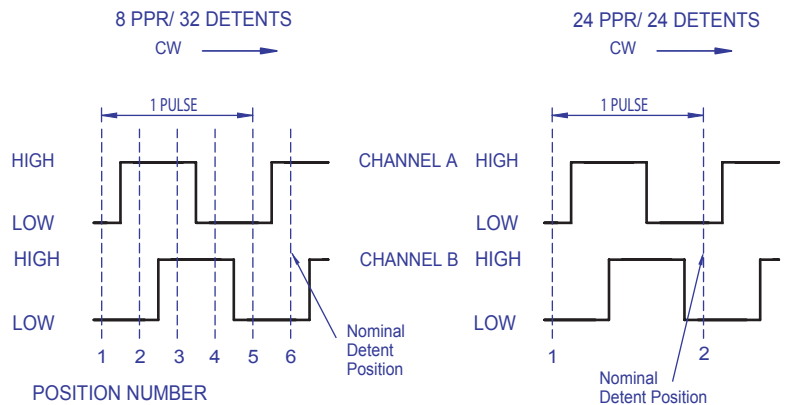 8 PPR/ 32 DETENTS
CW
1 PULSE
HIGH
LOW
HIGH
LOW
1 2 3 4 5 6
Nominal
Detent
Position
POSITION NUMBER
CHANNEL A
CHANNEL B
24 PPR/ 24 DETENTS
CW
1 PULSE
HIGH
LOW
HIGH
LOW
1 2
Nominal
Detent Position